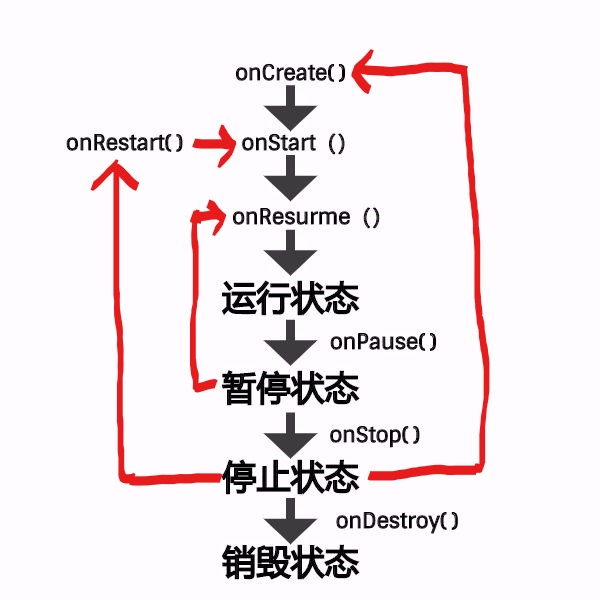 onCreate()
onRestart()
onStart ()
onResurme ()
运行状态
onPause()
暂停状态
onStop()
停止状态
onDestroy()
销毁状态